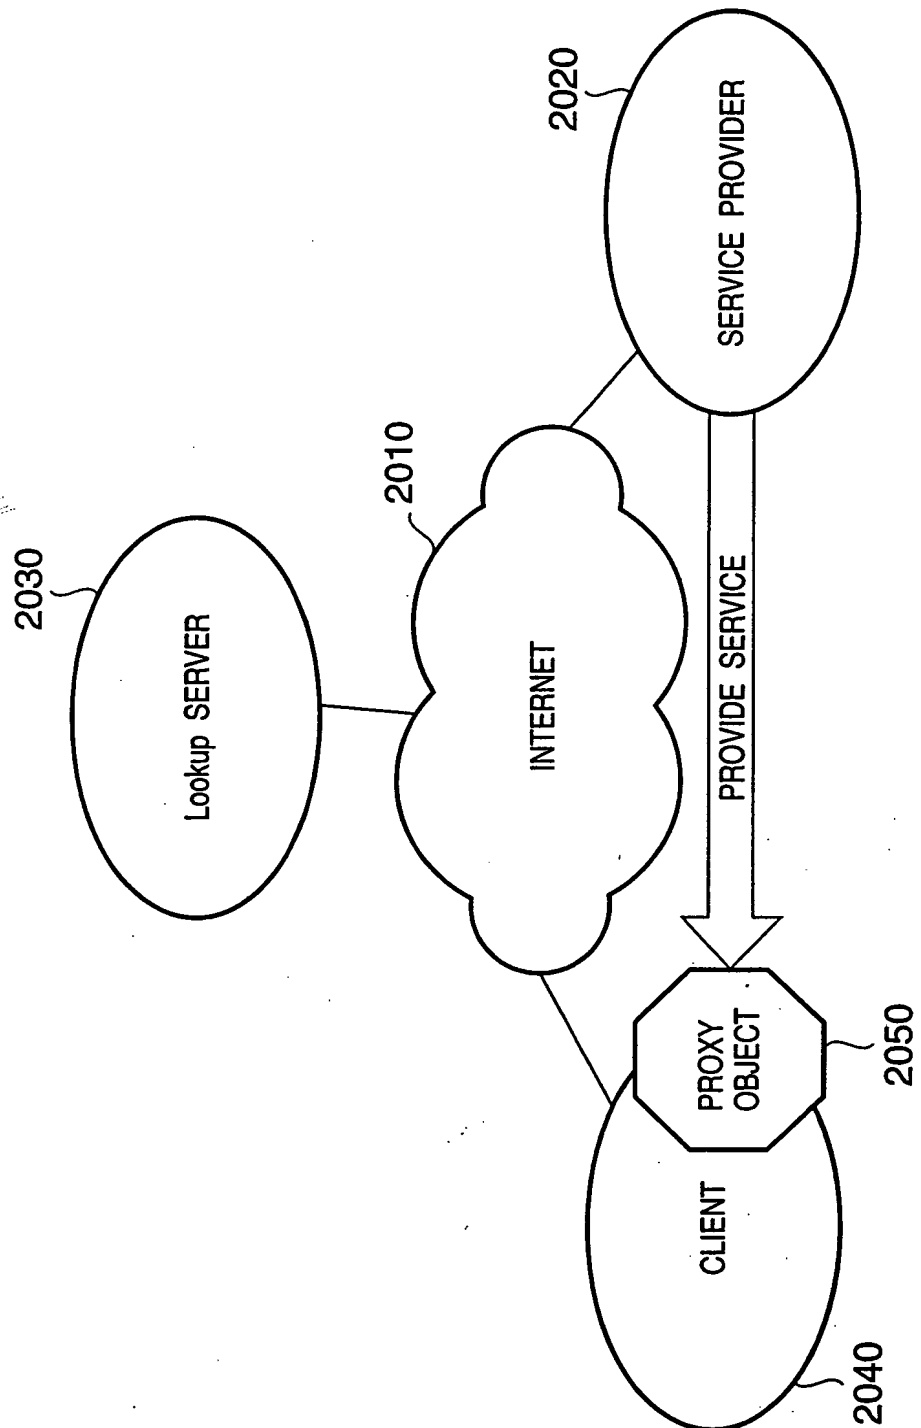 2030
Lookup SERVER
2010
INTERNET
2020
SERVICE PROVIDER
PROVIDE SERVICE
PROXY
OBJECT
2050
CLIENT
2040